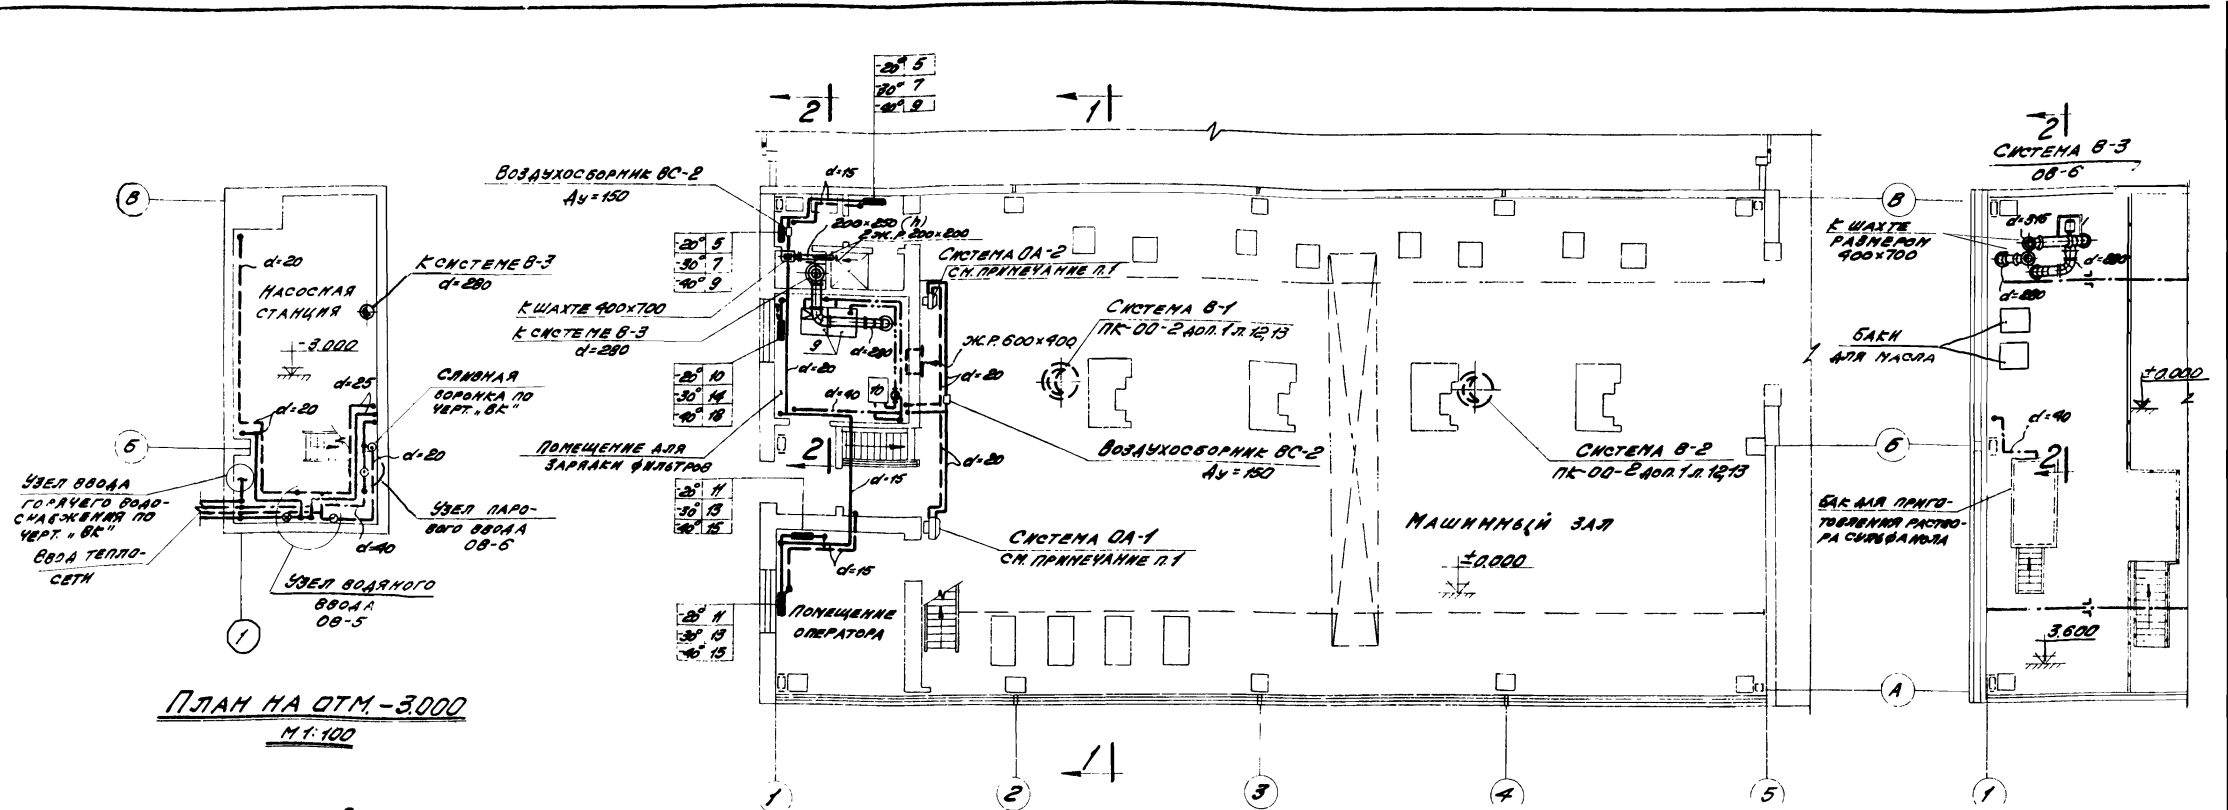 В
d=20
К системе В-3
d=280
Насосная
станция
-3.000
d=25
Сливная
воронка по
черт. „ВК"
d=20
Б
d=20
Узел ввода
горячего водо-
снабжения по
черт. „ВК"
Ввод тепло-
сети
Узел паро-
вого ввода
ОВ-6
d=40
Узел водяного
ввода
ОВ-5
1
План на отм. -3.000
М 1:100
-20° 5
-30° 7
-40° 9
2
1
Воздухосборник ВС-2
Ду=150
d=15
200×250 (h)
2 ж.р. 200×200
-20° 5
-30° 7
-40° 9
Система ОА-2
см. примечание п.1
К шахте 400×700
К системе В-3
d=280
9
d=280
Ж.Р. 600×400
Система В-1
ПК-00-2 доп. 1 л. 12,13
-20° 10
-30° 14
-40° 18
d=20
d=20
d=40
10
Помещение для
зарядки фильтров
2
Воздухосборник ВС-2
Ду=150
d=20
Система В-2
ПК-00-2 доп. 1 л. 12,13
-20° 11
-30° 13
-40° 15
d=15
Система ОА-1
см. примечание п.1
Машинный зал
±0.000
d=15
-20° 11
-30° 13
-40° 15
Помещение
оператора
1
1
2
3
4
5
В
Б
А
2
Система В-3
ОВ-6
К шахте
размером
400×700
d=315
d=280
d=280
Баки
для масла
±0.000
d=40
2
Бак для приго-
товления раство-
ра сульфанола
3.600
1